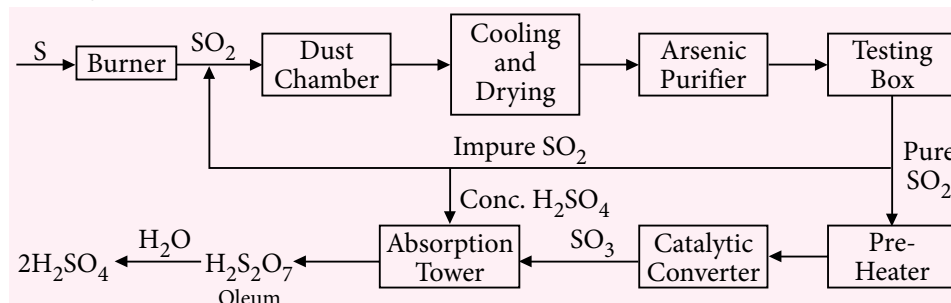 S
Burner
SO2
Dust
Chamber
Cooling
and
Drying
Arsenic
Purifier
Testing
Box
Impure SO2
Pure
SO2
Conc. H2SO4
2H2SO4
H2O
H2S2O7
Oleum
Absorption
Tower
SO3
Catalytic
Converter
Pre-
Heater